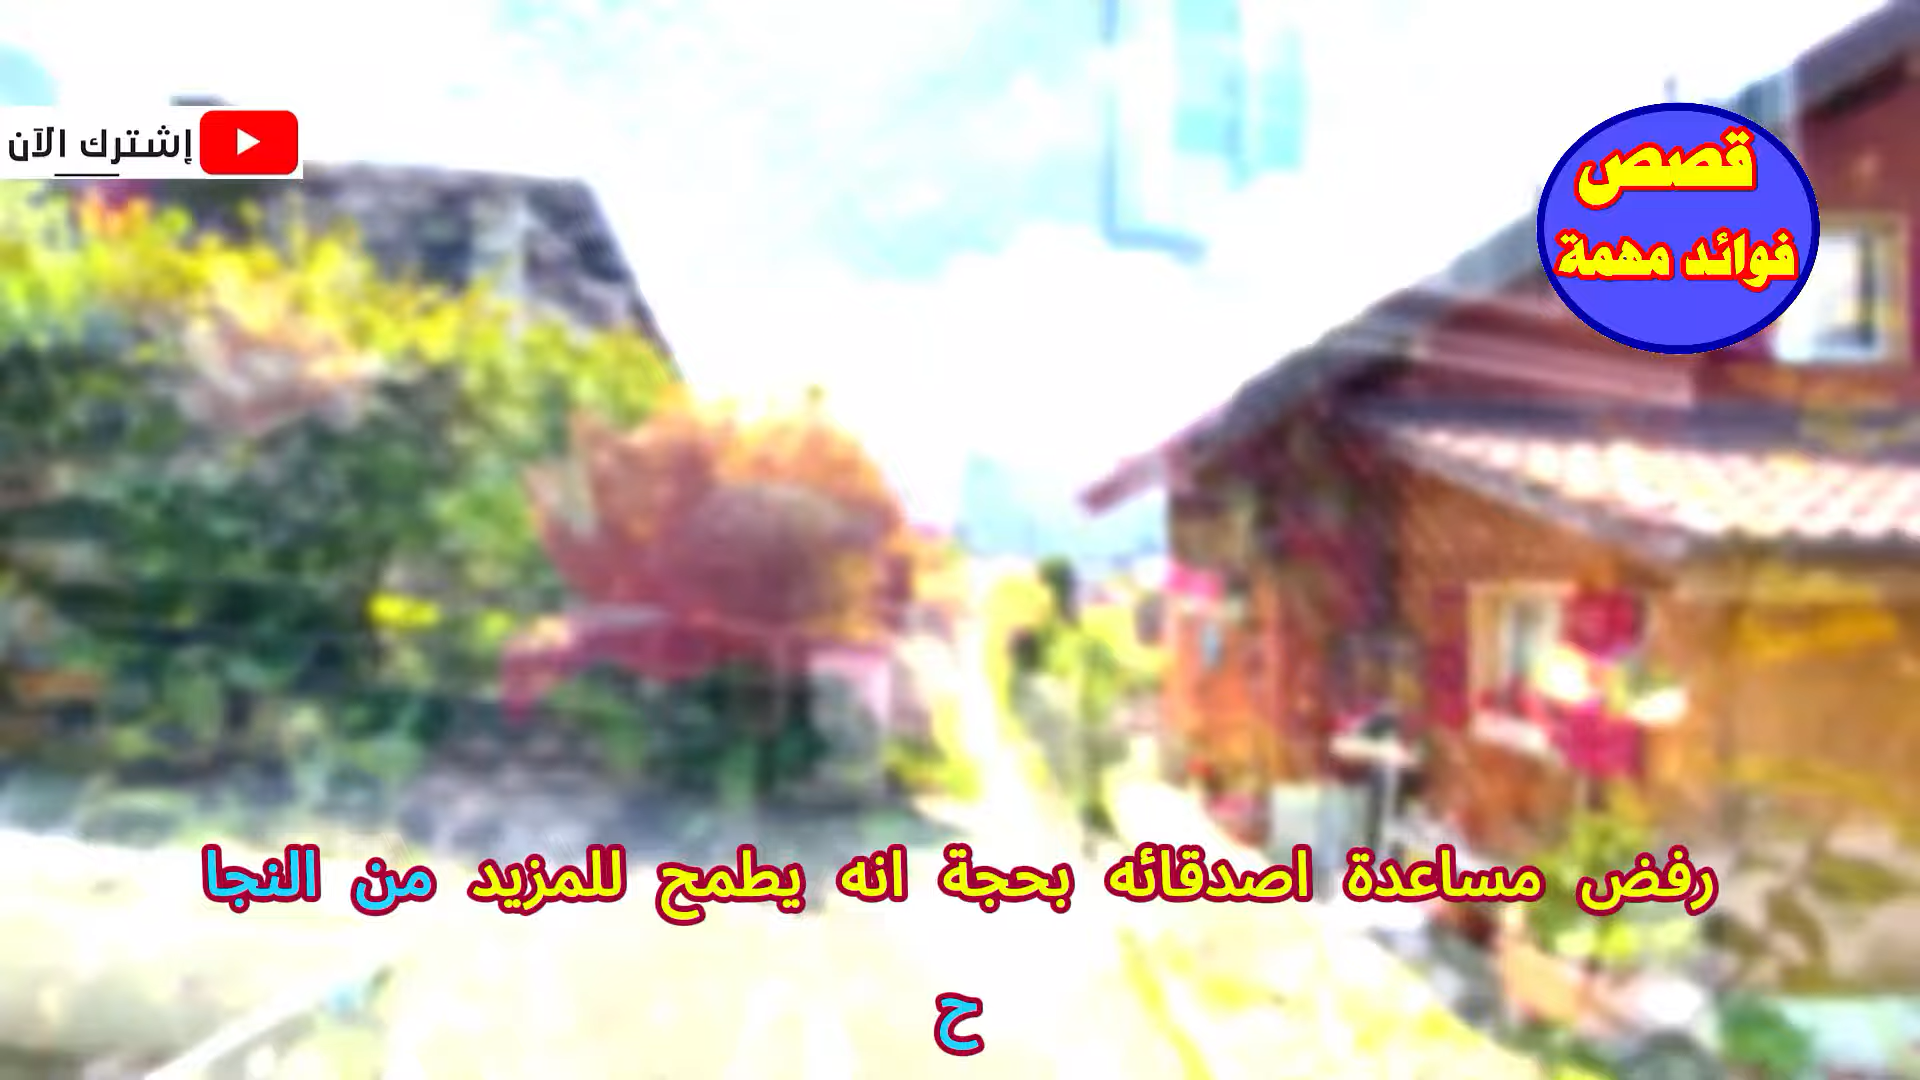 إشترك الآن
قصص
فوائد مهمة
رفض مساعدة اصدقائه بحجة انه يطمح للمزيد من النجا
ح